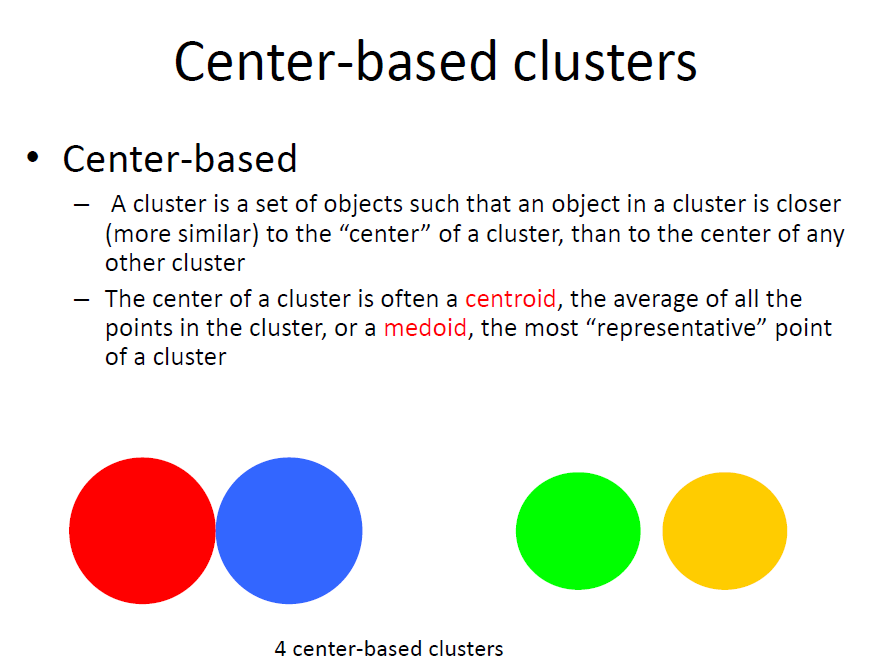 Center-based clusters
• Center-based
– A cluster is a set of objects such that an object in a cluster is closer
(more similar) to the “center” of a cluster, than to the center of any
other cluster
– The center of a cluster is often a centroid, the average of all the
points in the cluster, or a medoid, the most “representative” point
of a cluster
4 center-based clusters